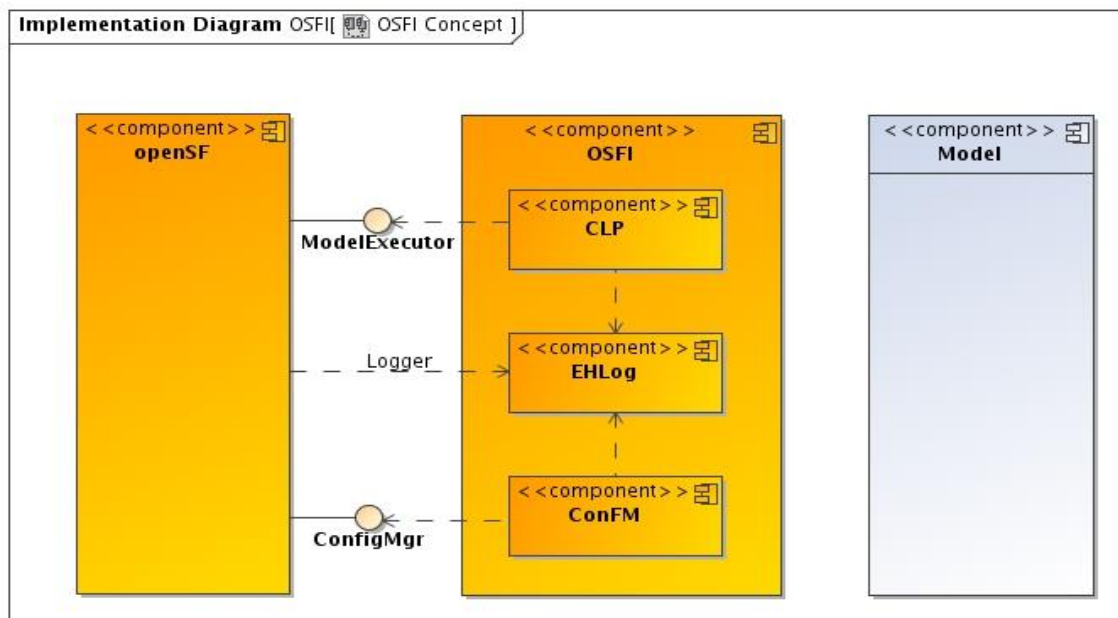 Implementation Diagram OSFI[ OSFI Concept ]
< <component> >
openSF
< <component> >
OSFI
< <component> >
Model
< <component> >
CLP
ModelExecutor
< <component> >
EHLog
Logger
< <component> >
ConFM
ConfigMgr